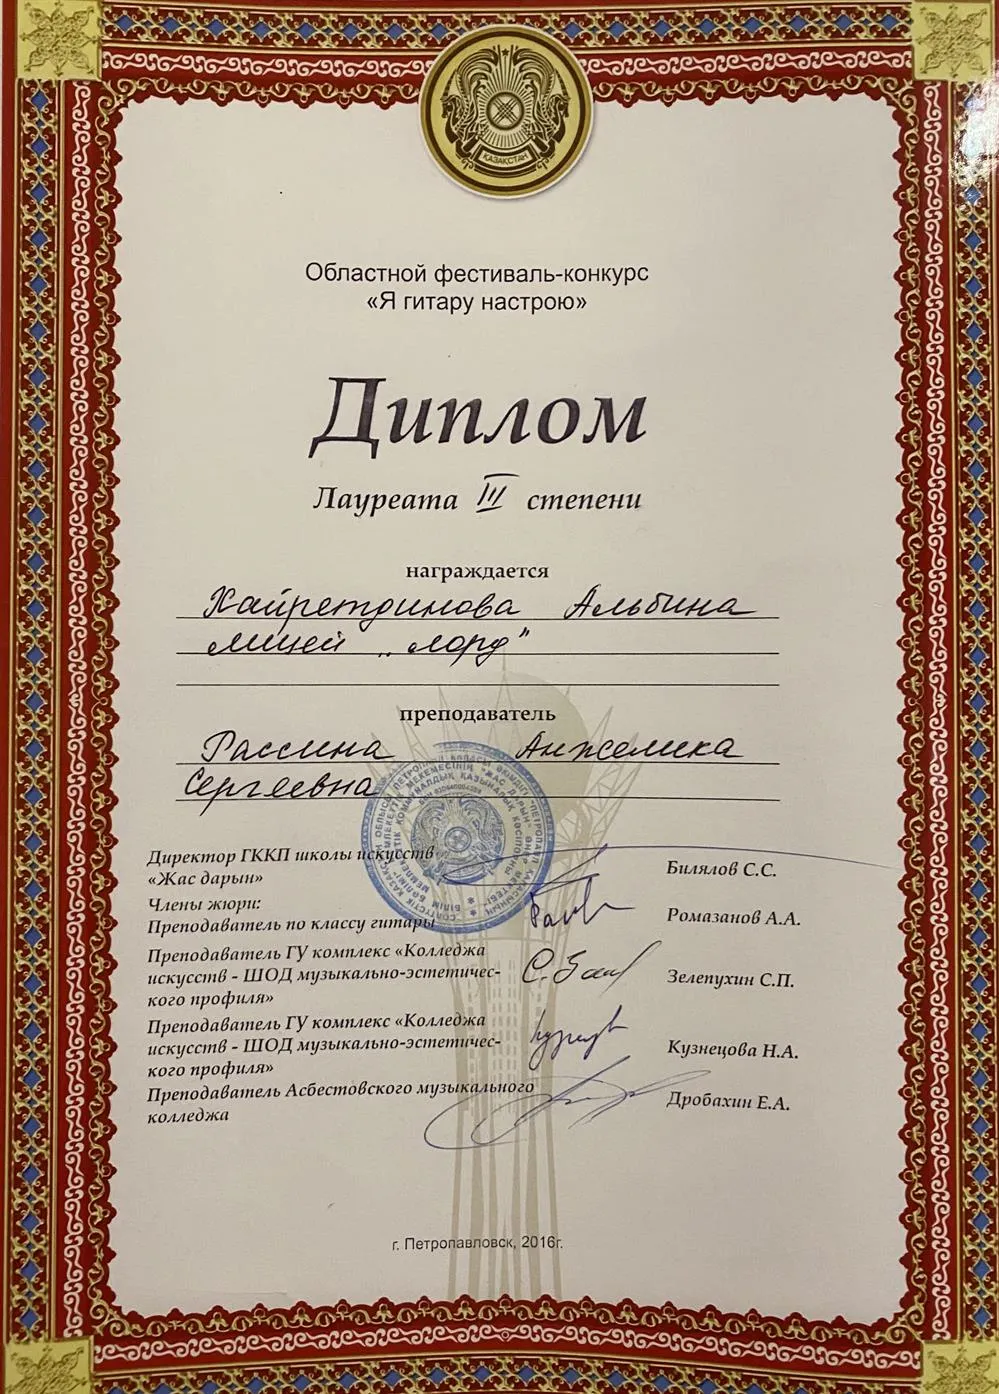 ҚАЗАҚСТАН
Областной фестиваль-конкурс
«Я гитару настрою»
Диплом
Лауреата III степени
награждается
Хайретдинова Альбина
лицей „Лорд"
преподаватель
Рассина Анжелика
Сергеевна
Директор ГККП школы искусств
«Жас дарын»
Билялов С.С.
Члены жюри:
Преподаватель по классу гитары
Ромазанов А.А.
Преподаватель ГУ комплекс «Колледжа
искусств - ШОД музыкально-эстетичес-
кого профиля»
Зелепухин С.П.
Преподаватель ГУ комплекс «Колледжа
искусств - ШОД музыкально-эстетичес-
кого профиля»
Кузнецова Н.А.
Преподаватель Асбестовского музыкального
колледжа
Дробахин Е.А.
г. Петропавловск, 2016г.